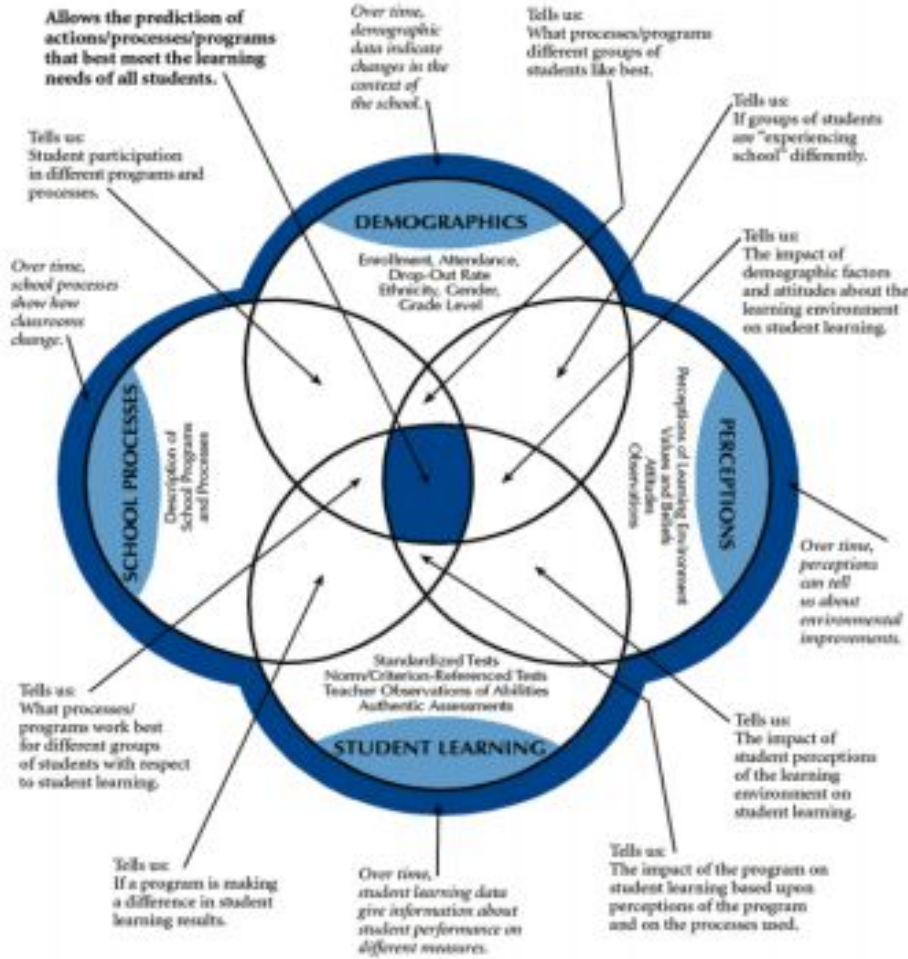 Allows the prediction of
actions/processes/programs
that best meet the learning
needs of all students.
Over time,
demographic
data indicate
changes in the
context of
the school.
Tells us:
What processes/programs
different groups of
students like best.
Tells us:
If groups of students
are "experiencing
school" differently.
Tells us:
Student participation
in different programs and
processes.
DEMOGRAPHICS
Enrollment, Attendance,
Drop-Out Rate
Ethnicity, Gender,
Grade Level
Tells us:
The impact of
demographic factors
and attitudes about the
learning environment
on student learning.
Over time,
school processes
show how
classrooms
change.
SCHOOL PROCESSES
Description of
School Programs
and Processes
PERCEPTIONS
Perceptions of Learning Environment
Values and Beliefs
Attitudes
Observations
Over time,
perceptions
can tell
us about
environmental
improvements.
Standardized Tests
Norm/Criterion-Referenced Tests
Teacher Observations of Abilities
Authentic Assessments
STUDENT LEARNING
Tells us:
What processes/
programs work best
for different groups
of students with respect
to student learning.
Tells us:
The impact of
student perceptions
of the learning
environment on
student learning.
Tells us:
If a program is making
a difference in student
learning results.
Over time,
student learning data
give information about
student performance on
different measures.
Tells us:
The impact of the program on
student learning based upon
perceptions of the program
and on the processes used.